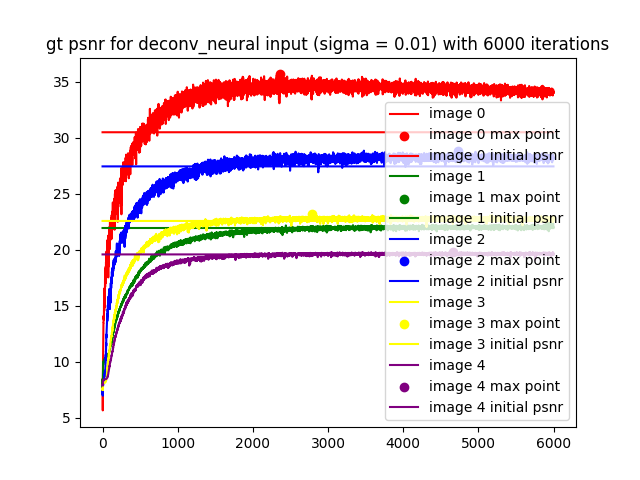 gt psnr for deconv_neural input (sigma = 0.01) with 6000 iterations
35
30
25
20
15
10
5
0
1000
2000
3000
4000
5000
6000
image 0
image 0 max point
image 0 initial psnr
image 1
image 1 max point
image 1 initial psnr
image 2
image 2 max point
image 2 initial psnr
image 3
image 3 max point
image 3 initial psnr
image 4
image 4 max point
image 4 initial psnr